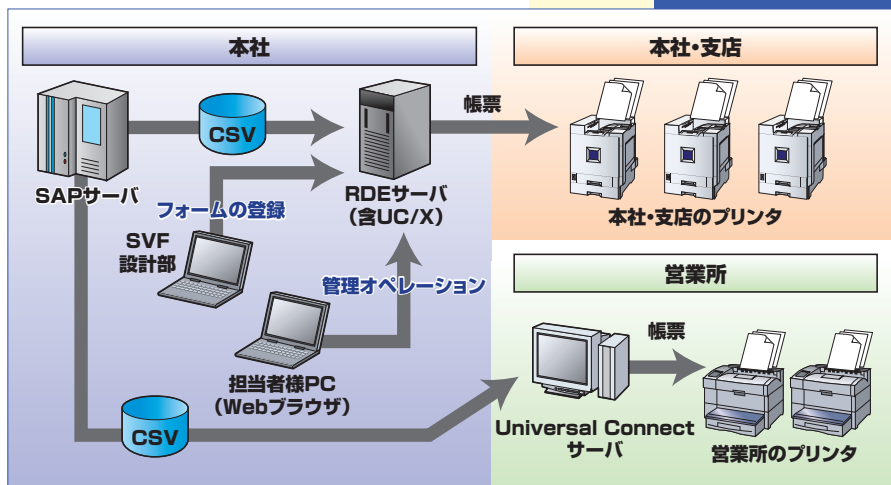 本社
本社・支店
CSV
帳票
SAPサーバ
RDEサーバ
（含UC/X）
フォームの登録
本社・支店のプリンタ
SVF
設計部
管理オペレーション
営業所
帳票
担当者様PC
（Webブラウザ）
CSV
Universal Connect
サーバ
営業所のプリンタ